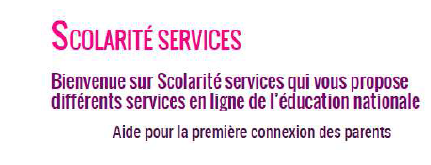 SCOLARITÉ SERVICES
Bienvenue sur Scolarité services qui vous propose
différents services en ligne de l'éducation nationale
Aide pour la première connexion des parents